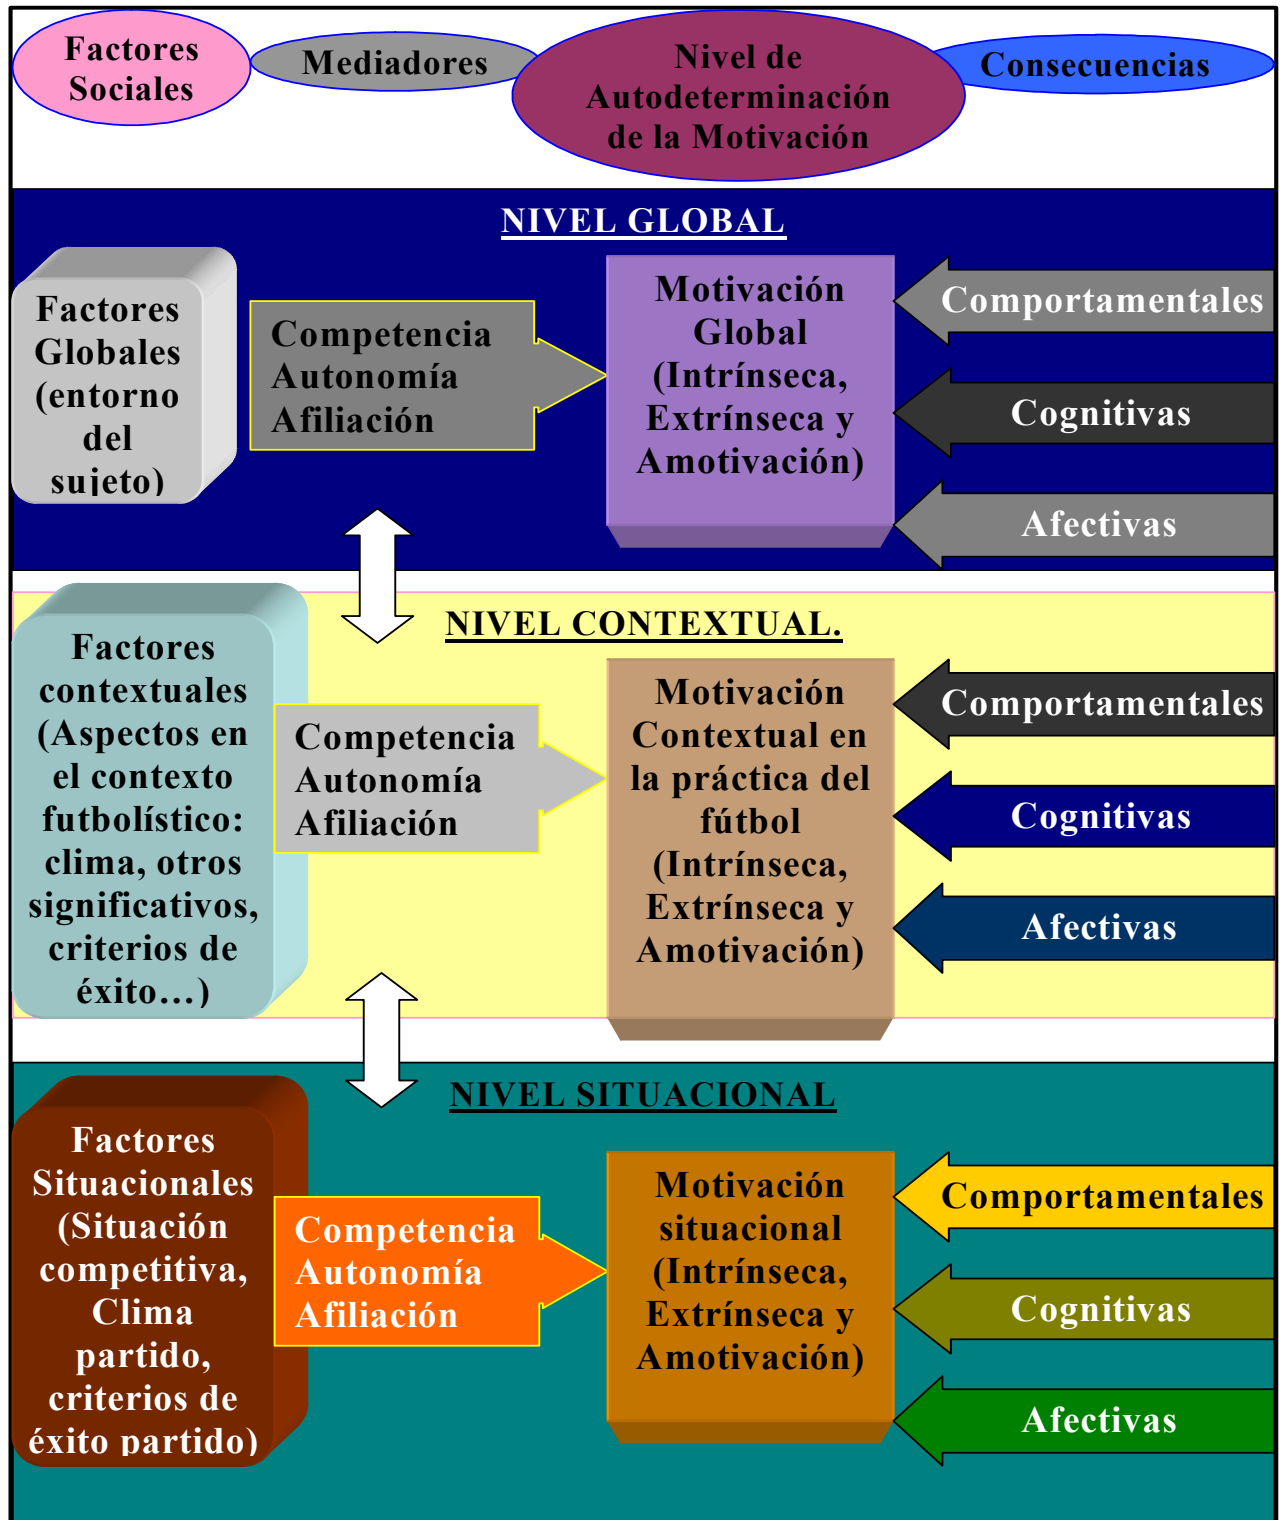 Factores
Sociales
Mediadores
Nivel de
Autodeterminación
de la Motivación
Consecuencias
NIVEL GLOBAL
Factores
Globales
(entorno
del
sujeto)
Competencia
Autonomía
Afiliación
Motivación
Global
(Intrínseca,
Extrínseca y
Amotivación)
Comportamentales
Cognitivas
Afectivas
NIVEL CONTEXTUAL.
Factores
contextuales
(Aspectos en
el contexto
futbolístico:
clima, otros
significativos,
criterios de
éxito...)
Competencia
Autonomía
Afiliación
Motivación
Contextual en
la práctica del
fútbol
(Intrínseca,
Extrínseca y
Amotivación)
Comportamentales
Cognitivas
Afectivas
NIVEL SITUACIONAL
Factores
Situacionales
(Situación
competitiva,
Clima
partido,
criterios de
éxito partido)
Competencia
Autonomía
Afiliación
Motivación
situacional
(Intrínseca,
Extrínseca y
Amotivación)
Comportamentales
Cognitivas
Afectivas